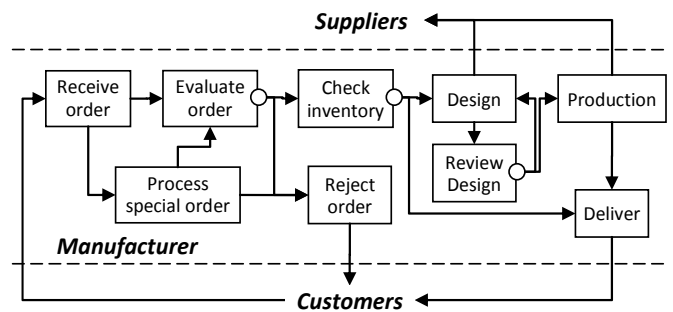 Suppliers
Receive
order
Evaluate
order
Check
inventory
Design
Production
Process
special order
Reject
order
Review
Design
Deliver
Manufacturer
Customers